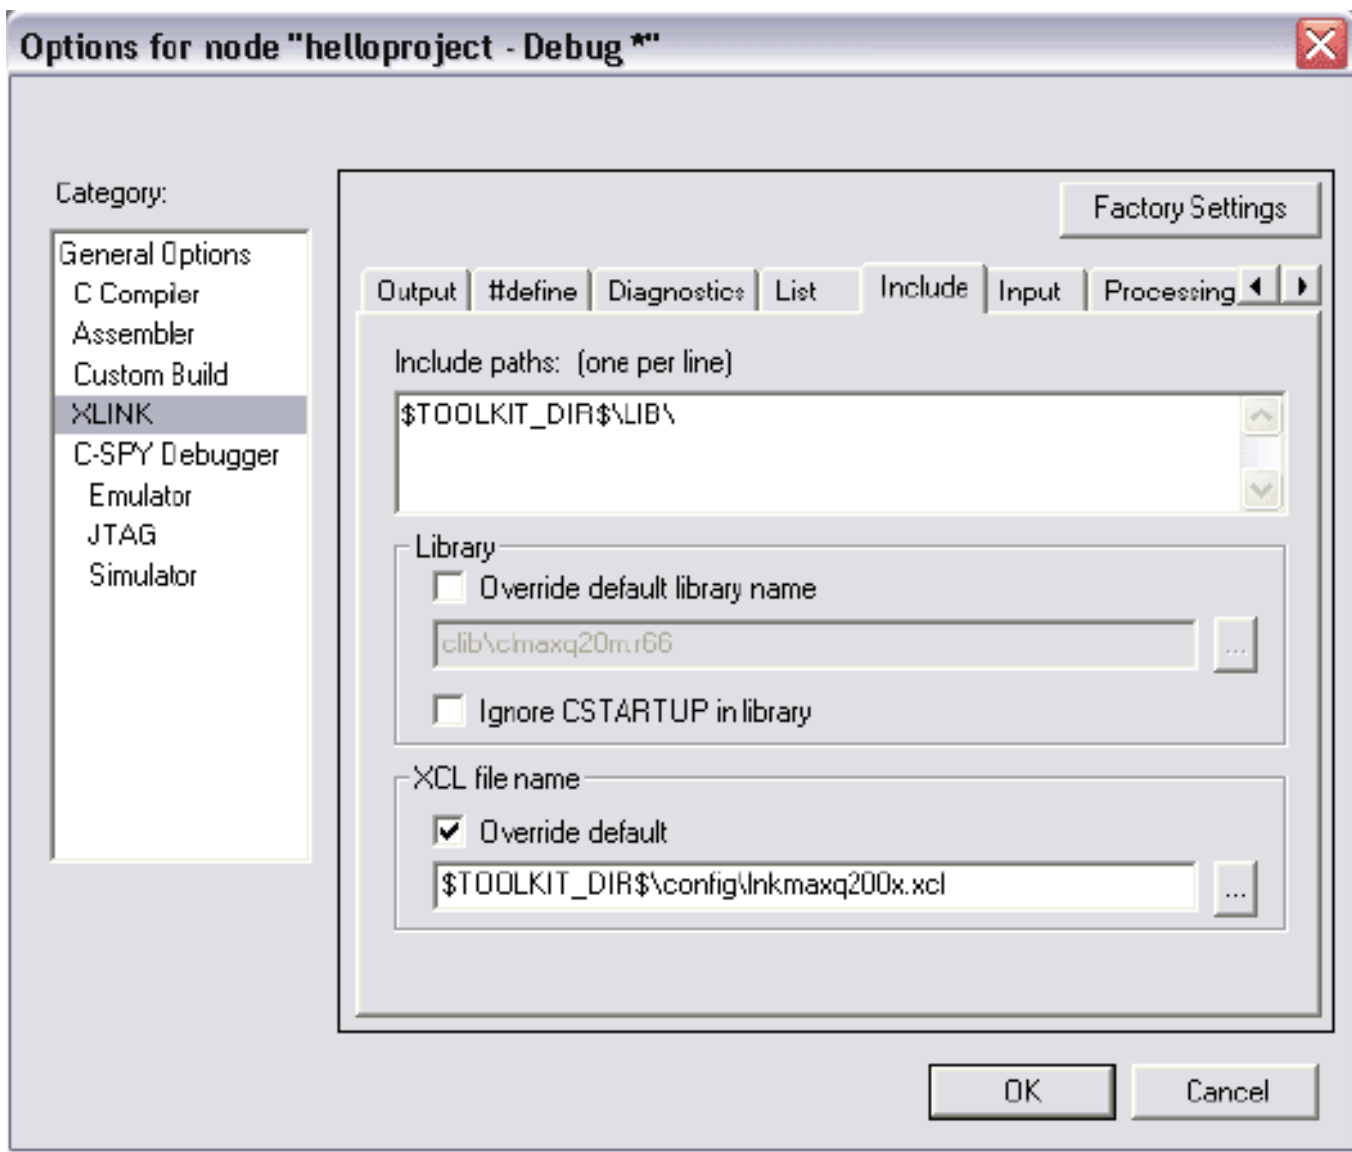 Options for node "helloproject - Debug *"
Category:
General Options
C Compiler
Assembler
Custom Build
XLINK
C-SPY Debugger
Emulator
JTAG
Simulator
Factory Settings
Output #define Diagnostics List Include Input Processing
Include paths: (one per line)
$TOOLKIT_DIR$\LIB\
Library
Override default library name
clib\clmaxq20m.r66
...
Ignore CSTARTUP in library
XCL file name
Override default
$TOOLKIT_DIR$\config\lnkmaxq200x.xcl
...
OK Cancel